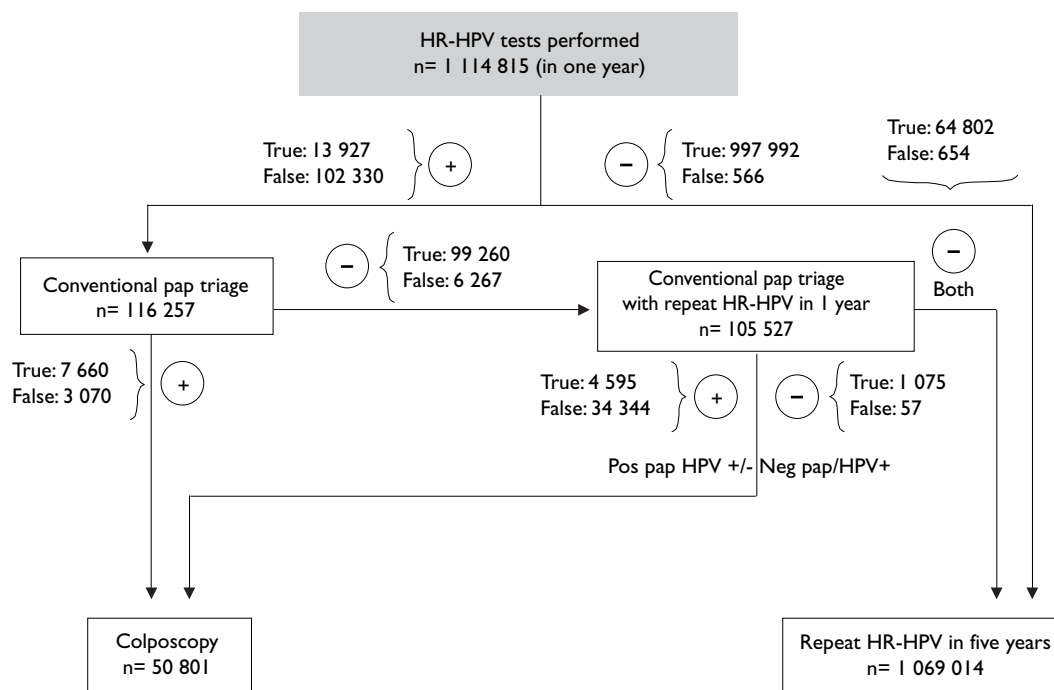 HR-HPV tests performed
n= 1 114 815 (in one year)
True: 13 927
False: 102 330
+
−
True: 997 992
False: 566
True: 64 802
False: 654
Conventional pap triage
n= 116 257
−
True: 99 260
False: 6 267
Conventional pap triage
with repeat HR-HPV in 1 year
n= 105 527
−
Both
True: 7 660
False: 3 070
+
True: 4 595
False: 34 344
+
−
True: 1 075
False: 57
Pos pap HPV +/- Neg pap/HPV+
Colposcopy
n= 50 801
Repeat HR-HPV in five years
n= 1 069 014